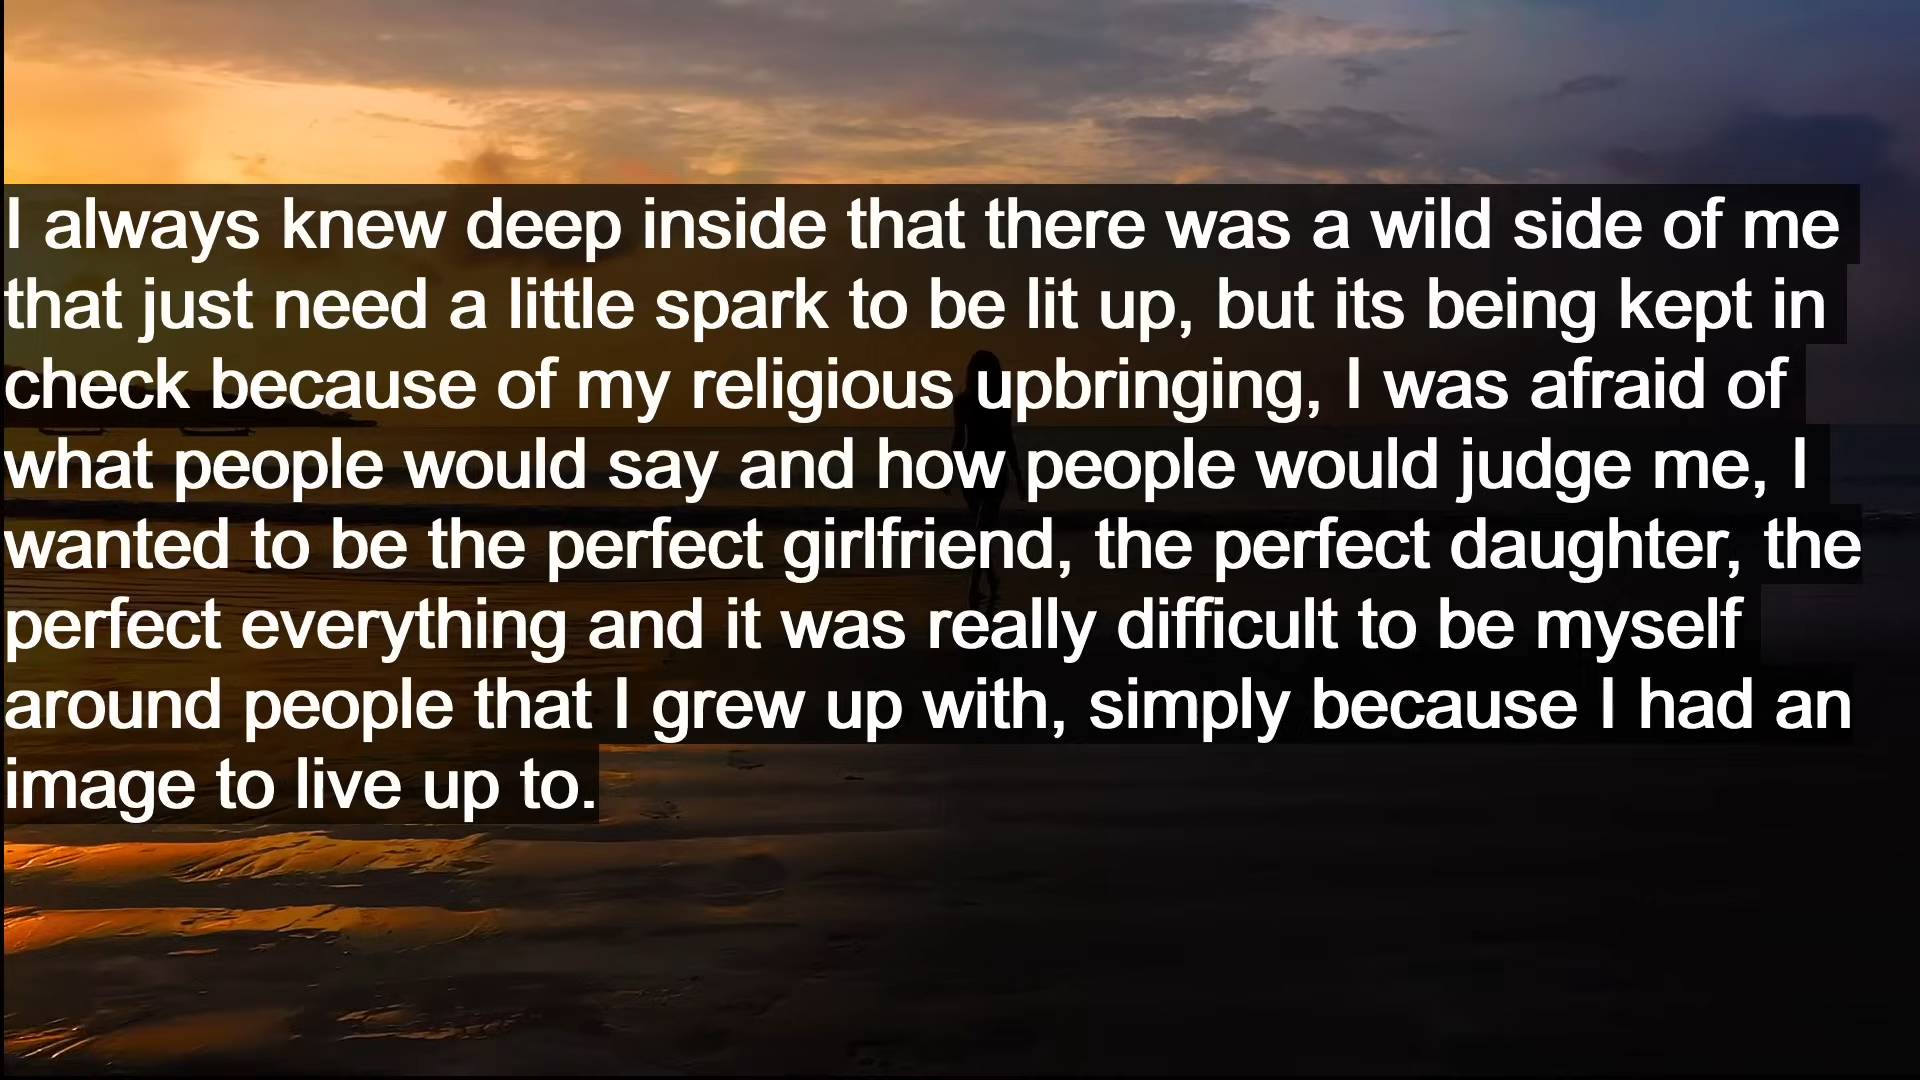 I always knew deep inside that there was a wild side of me
that just need a little spark to be lit up, but its being kept in
check because of my religious upbringing, I was afraid of
what people would say and how people would judge me, I
wanted to be the perfect girlfriend, the perfect daughter, the
perfect everything and it was really difficult to be myself
around people that I grew up with, simply because I had an
image to live up to.